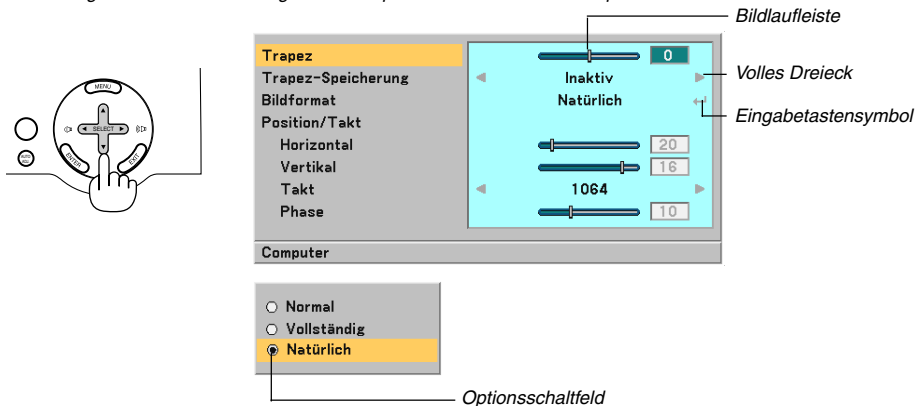 Bildlaufleiste
Trapez 0
Trapez-Speicherung Inaktiv
Volles Dreieck
Bildformat Natürlich
Eingabetastensymbol
Position/Takt
Horizontal 20
Vertikal 16
Takt 1064
Phase 10
Computer
MENU
SELECT
ENTER
EXIT
Normal
Vollständig
Natürlich
Optionsschaltfeld